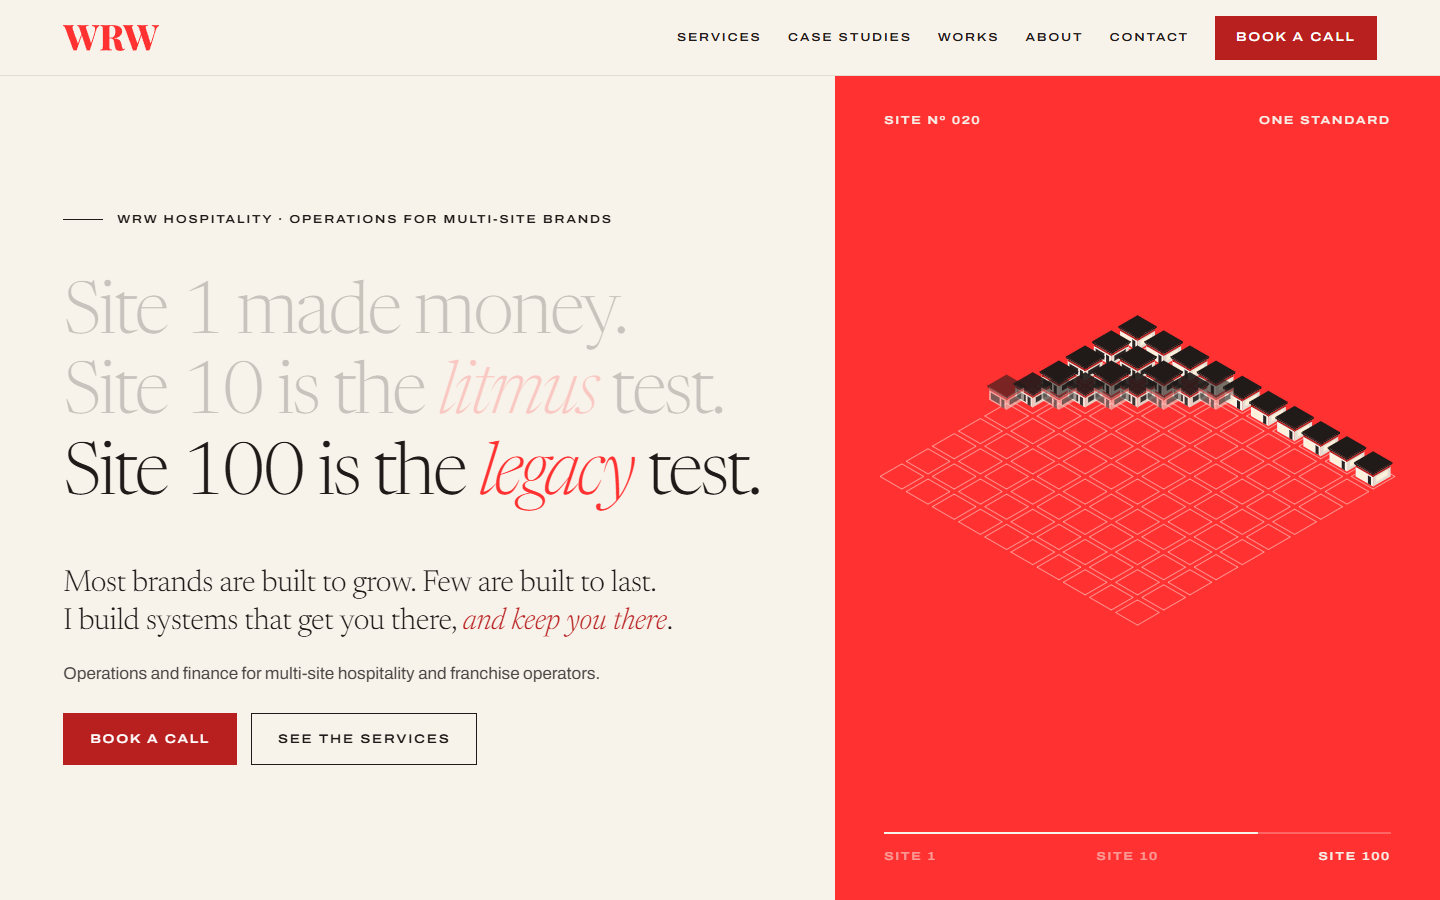 WRW
SERVICES
CASE STUDIES
WORKS
ABOUT
CONTACT
BOOK A CALL
SITE Nº 020
ONE STANDARD
WRW HOSPITALITY · OPERATIONS FOR MULTI-SITE BRANDS
Site 1 made money.
Site 10 is the litmus test.
Site 100 is the legacy test.
Most brands are built to grow. Few are built to last.
I build systems that get you there, and keep you there.
Operations and finance for multi-site hospitality and franchise operators.
BOOK A CALL
SEE THE SERVICES
SITE 1
SITE 10
SITE 100